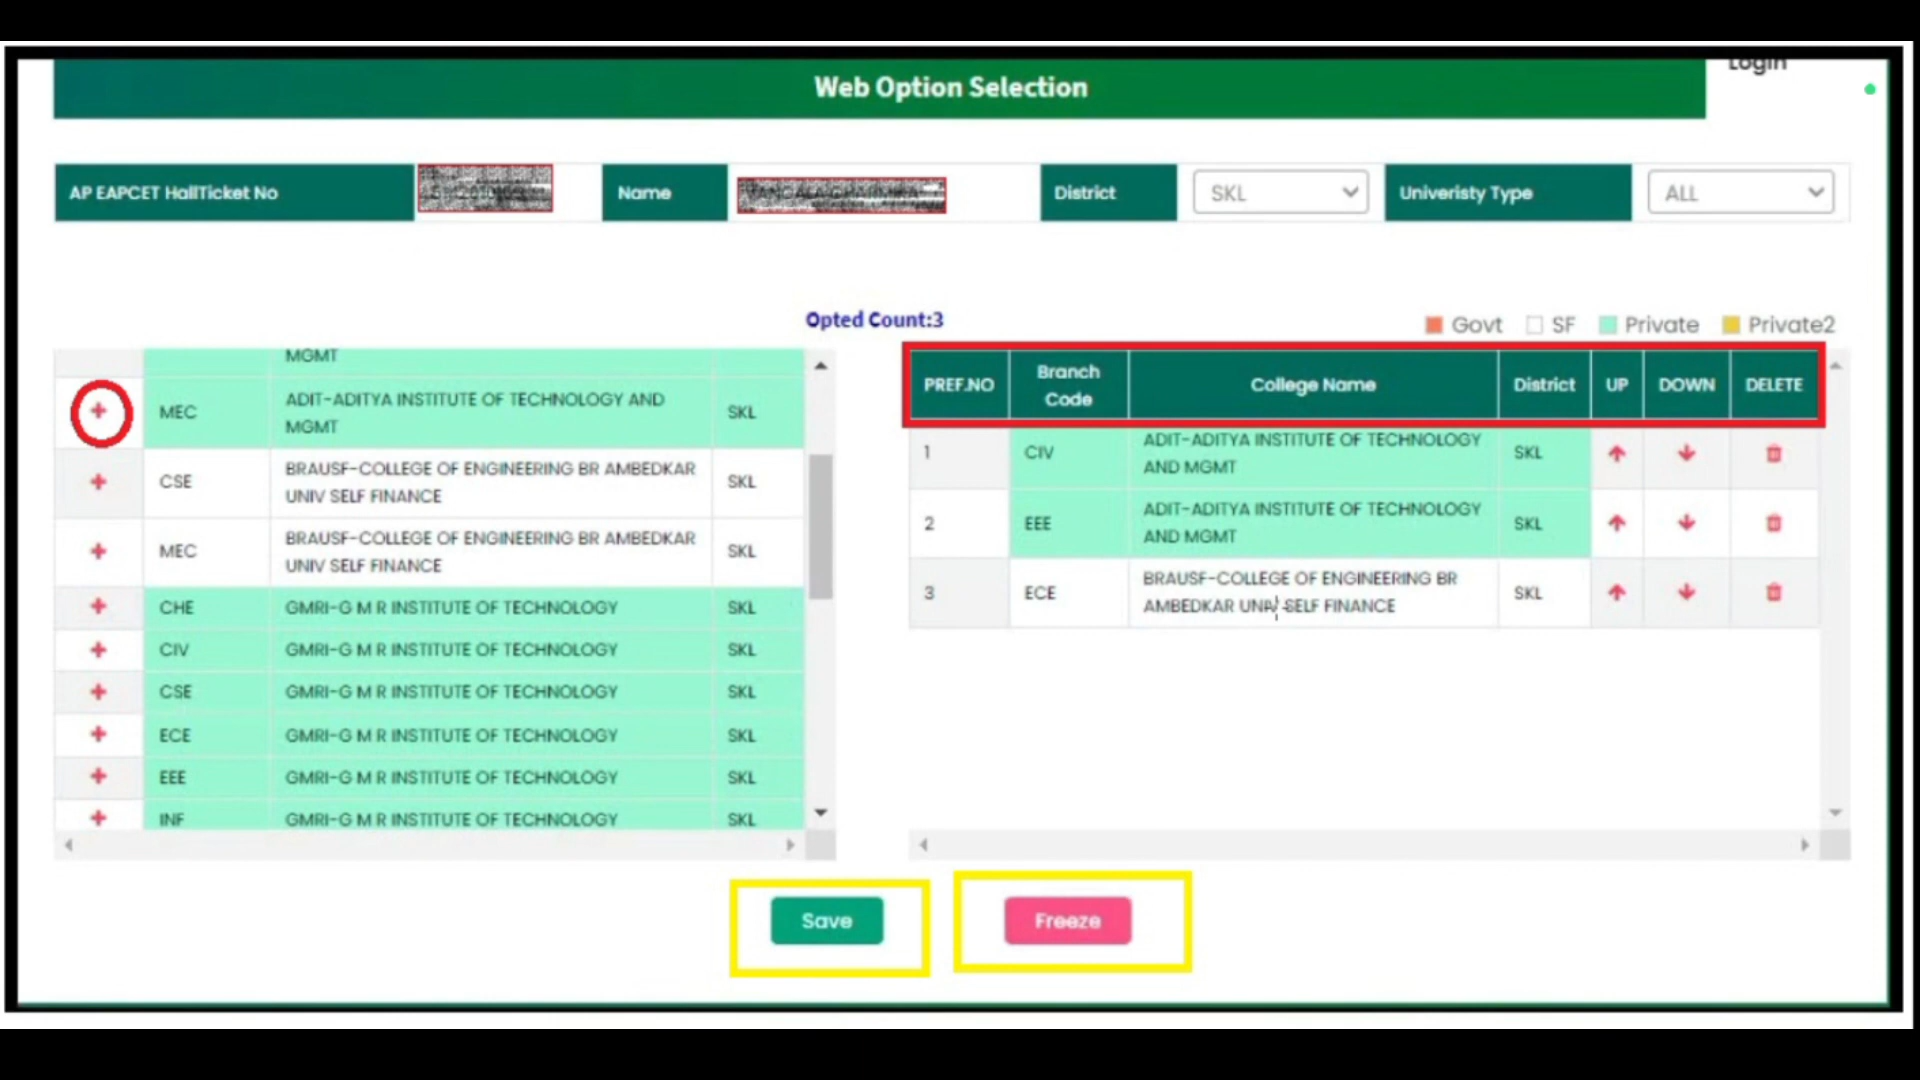 Login
Web Option Selection
AP EAPCET HallTicket No
Name
District
SKL
Univeristy Type
ALL
Opted Count:3
Govt
SF
Private
Private2
MGMT
MEC
ADIT-ADITYA INSTITUTE OF TECHNOLOGY AND
MGMT
SKL
CSE
BRAUSF-COLLEGE OF ENGINEERING BR AMBEDKAR
UNIV SELF FINANCE
SKL
MEC
BRAUSF-COLLEGE OF ENGINEERING BR AMBEDKAR
UNIV SELF FINANCE
SKL
CHE GMRI-G M R INSTITUTE OF TECHNOLOGY SKL
CIV GMRI-G M R INSTITUTE OF TECHNOLOGY SKL
CSE GMRI-G M R INSTITUTE OF TECHNOLOGY SKL
ECE GMRI-G M R INSTITUTE OF TECHNOLOGY SKL
EEE GMRI-G M R INSTITUTE OF TECHNOLOGY SKL
INF GMRI-G M R INSTITUTE OF TECHNOLOGY SKL
PREF.NO
Branch
Code
College Name
District
UP
DOWN
DELETE
1
CIV
ADIT-ADITYA INSTITUTE OF TECHNOLOGY
AND MGMT
SKL
2
EEE
ADIT-ADITYA INSTITUTE OF TECHNOLOGY
AND MGMT
SKL
3
ECE
BRAUSF-COLLEGE OF ENGINEERING BR
AMBEDKAR UNIV SELF FINANCE
SKL
Save
Freeze